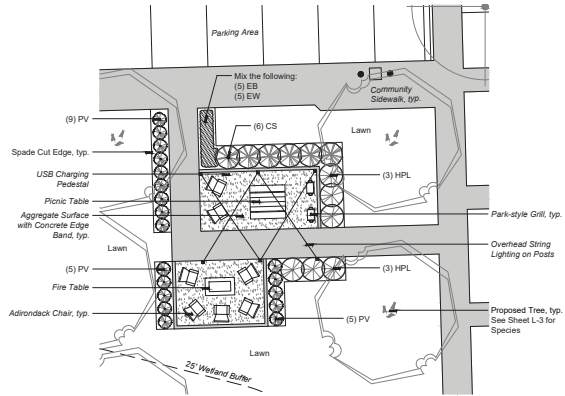 Parking Area
Mix the following:
(5) EB
(5) EW
Community
Sidewalk, typ.
(9) PV
(6) CS
Lawn
Spade Cut Edge, typ.
USB Charging
Pedestal
(3) HPL
Picnic Table
Aggregate Surface
with Concrete Edge
Band, typ.
Park-style Grill, typ.
Lawn
Overhead String
Lighting on Posts
(5) PV
(3) HPL
Fire Table
Adirondack Chair, typ.
(5) PV
Proposed Tree, typ.
See Sheet L-3 for
Species
Lawn
25' Wetland Buffer